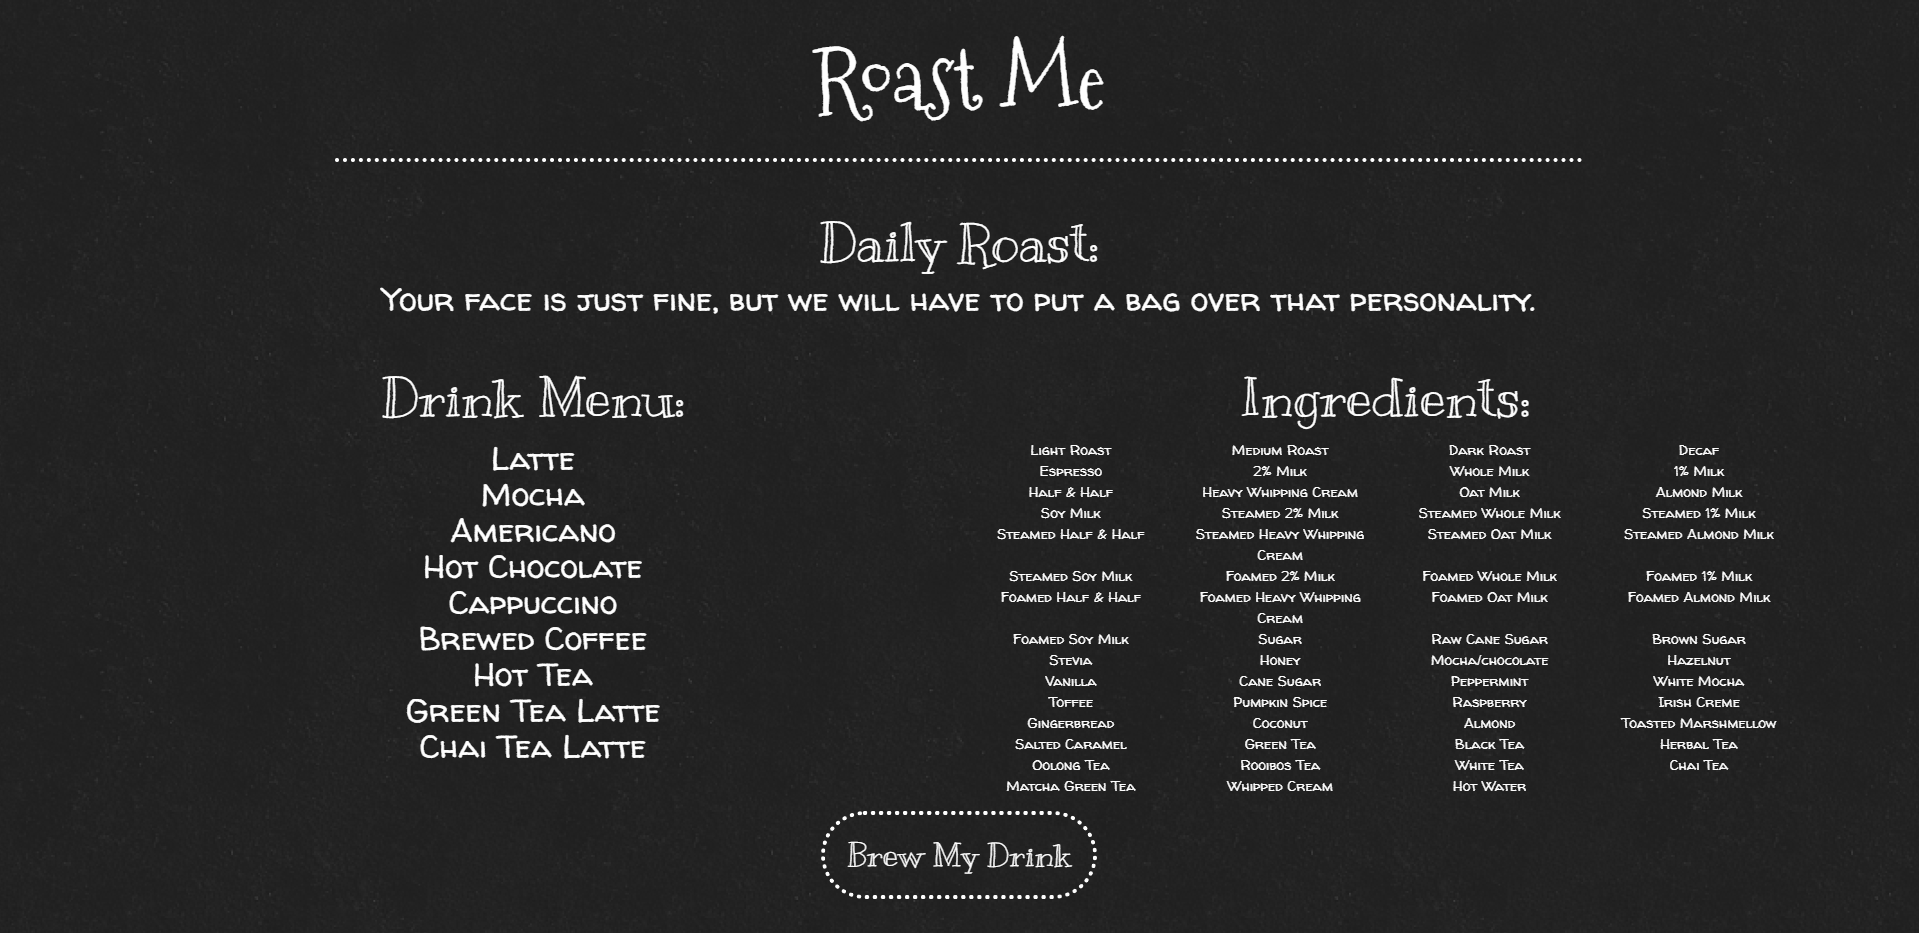 Roast Me
Daily Roast:
Your face is just fine, but we will have to put a bag over that personality.
Drink Menu:
Latte
Mocha
Americano
Hot Chocolate
Cappuccino
Brewed Coffee
Hot Tea
Green Tea Latte
Chai Tea Latte
Ingredients:
Light Roast Medium Roast Dark Roast Decaf
Espresso 2% Milk Whole Milk 1% Milk
Half & Half Heavy Whipping Cream Oat Milk Almond Milk
Soy Milk Steamed 2% Milk Steamed Whole Milk Steamed 1% Milk
Steamed Half & Half Steamed Heavy Whipping Steamed Oat Milk Steamed Almond Milk
Cream
Steamed Soy Milk Foamed 2% Milk Foamed Whole Milk Foamed 1% Milk
Foamed Half & Half Foamed Heavy Whipping Foamed Oat Milk Foamed Almond Milk
Cream
Foamed Soy Milk Sugar Raw Cane Sugar Brown Sugar
Stevia Honey Mocha/chocolate Hazelnut
Vanilla Cane Sugar Peppermint White Mocha
Toffee Pumpkin Spice Raspberry Irish Creme
Gingerbread Coconut Almond Toasted Marshmellow
Salted Caramel Green Tea Black Tea Herbal Tea
Oolong Tea Rooibos Tea White Tea Chai Tea
Matcha Green Tea Whipped Cream Hot Water
Brew My Drink